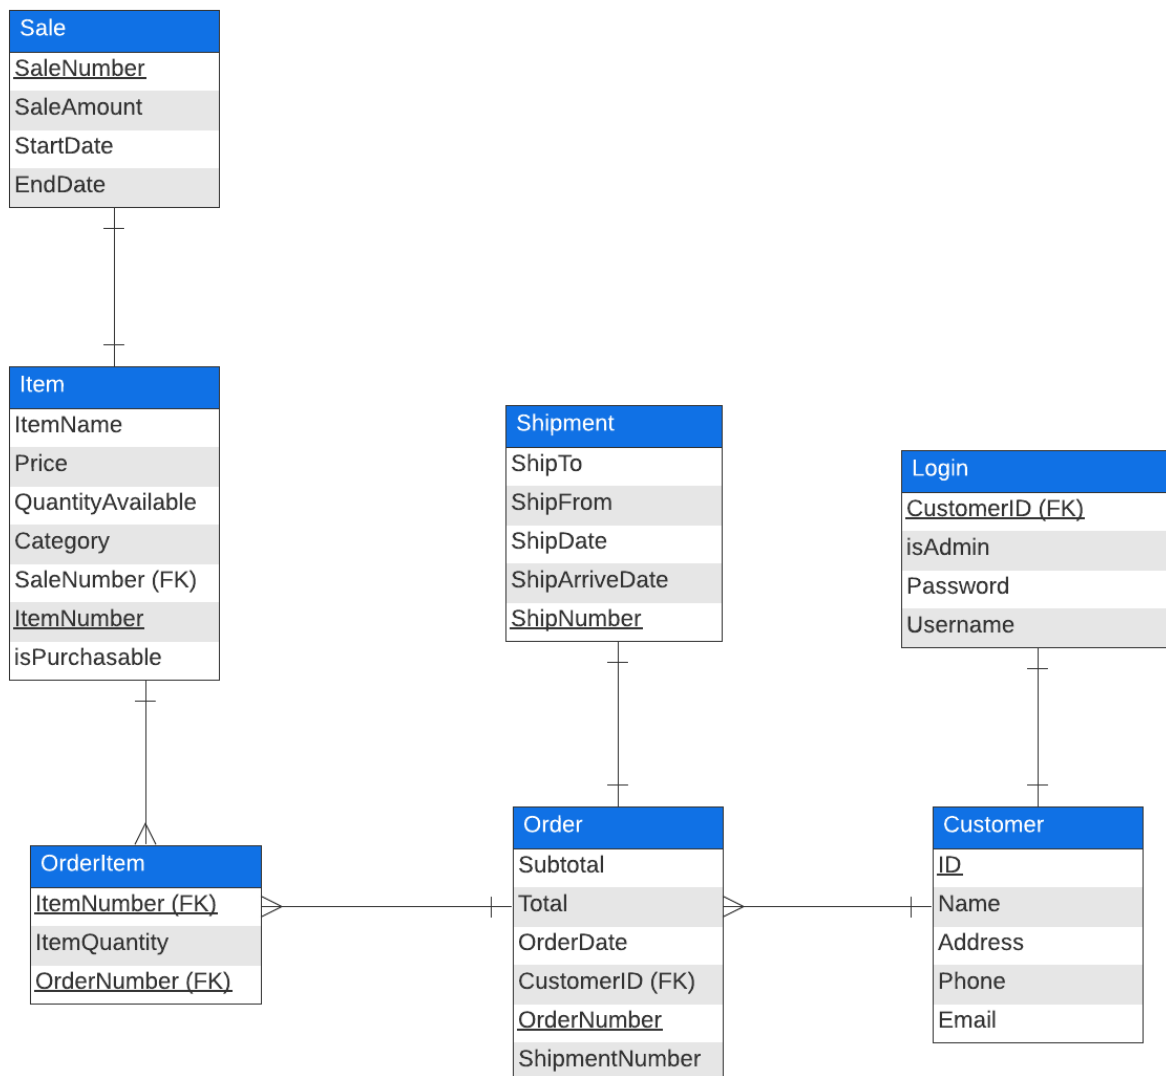 Sale
SaleNumber
SaleAmount
StartDate
EndDate
Item
ItemName
Price
QuantityAvailable
Category
SaleNumber (FK)
ItemNumber
isPurchasable
Shipment
ShipTo
ShipFrom
ShipDate
ShipArriveDate
ShipNumber
Login
CustomerID (FK)
isAdmin
Password
Username
OrderItem
ItemNumber (FK)
ItemQuantity
OrderNumber (FK)
Order
Subtotal
Total
OrderDate
CustomerID (FK)
OrderNumber
ShipmentNumber
Customer
ID
Name
Address
Phone
Email